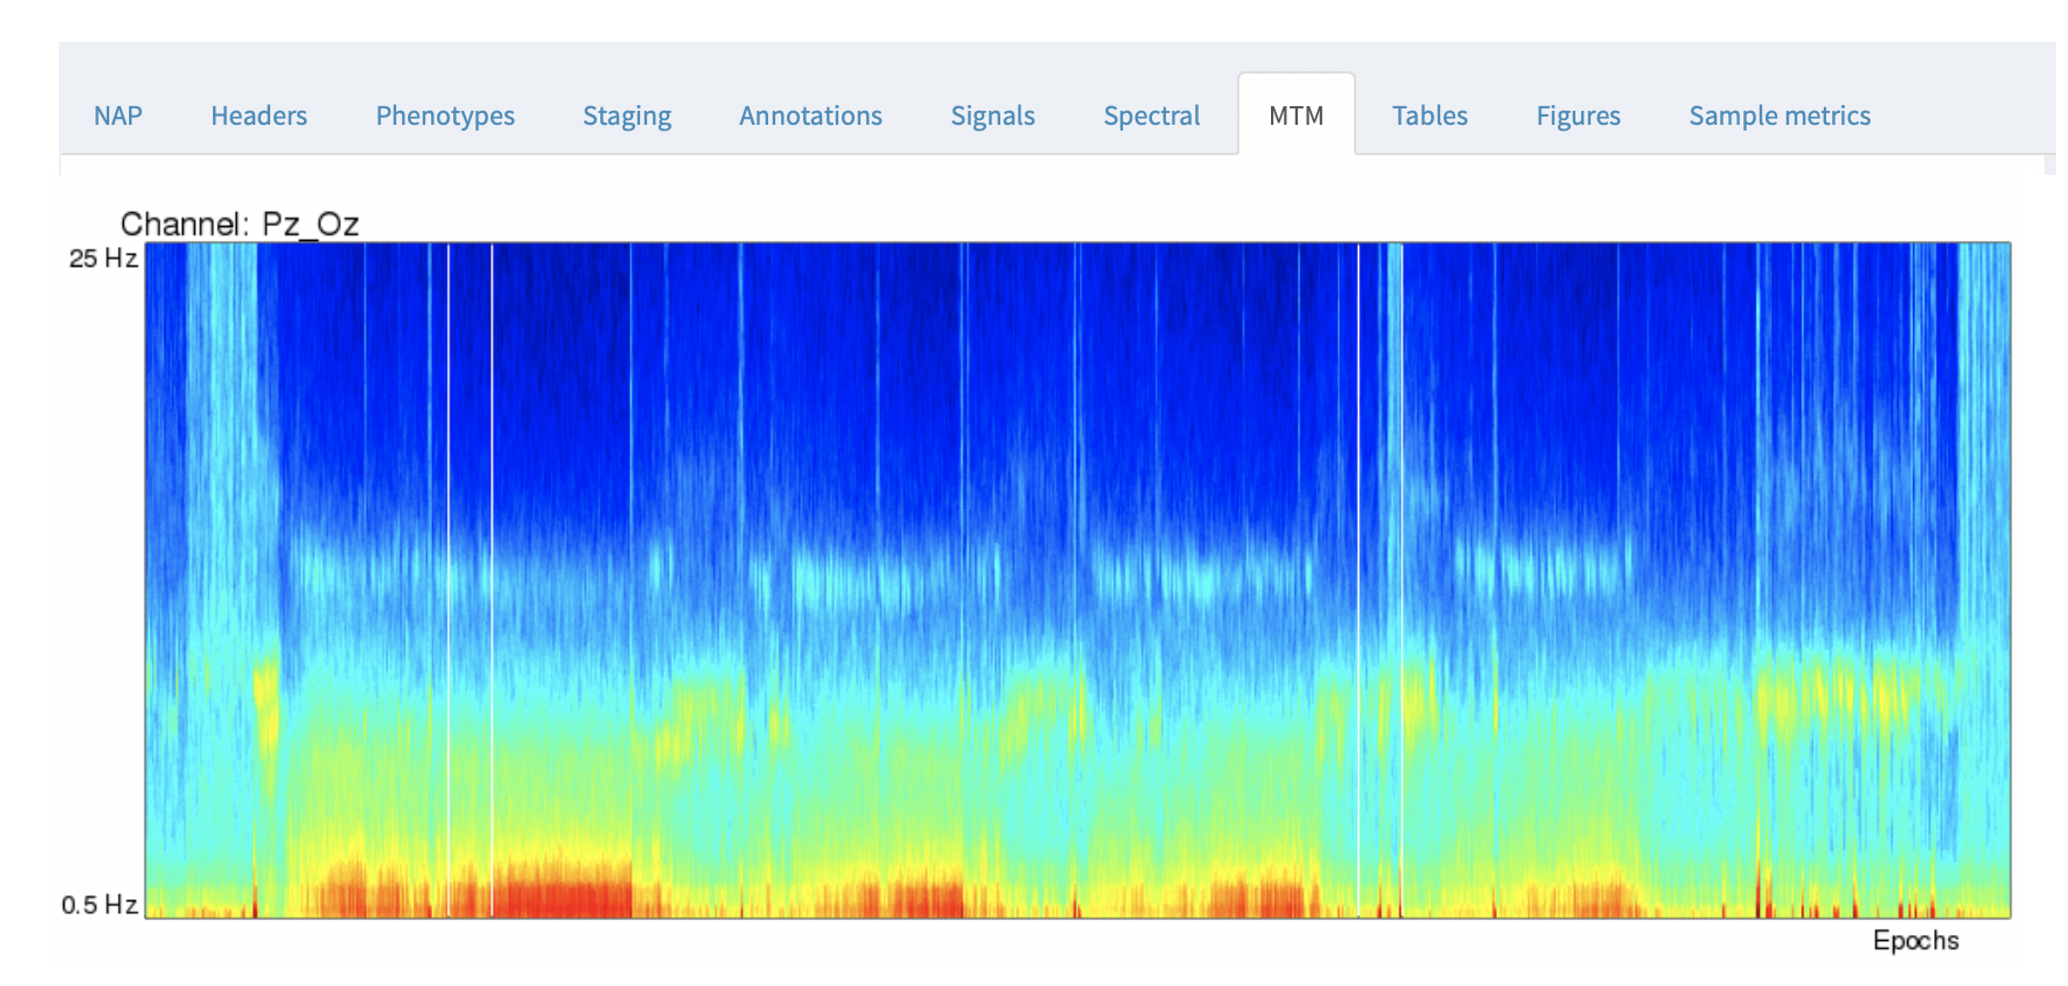 NAP Headers Phenotypes Staging Annotations Signals Spectral MTM Tables Figures Sample metrics
Channel: Pz_Oz
25 Hz
0.5 Hz
Epochs